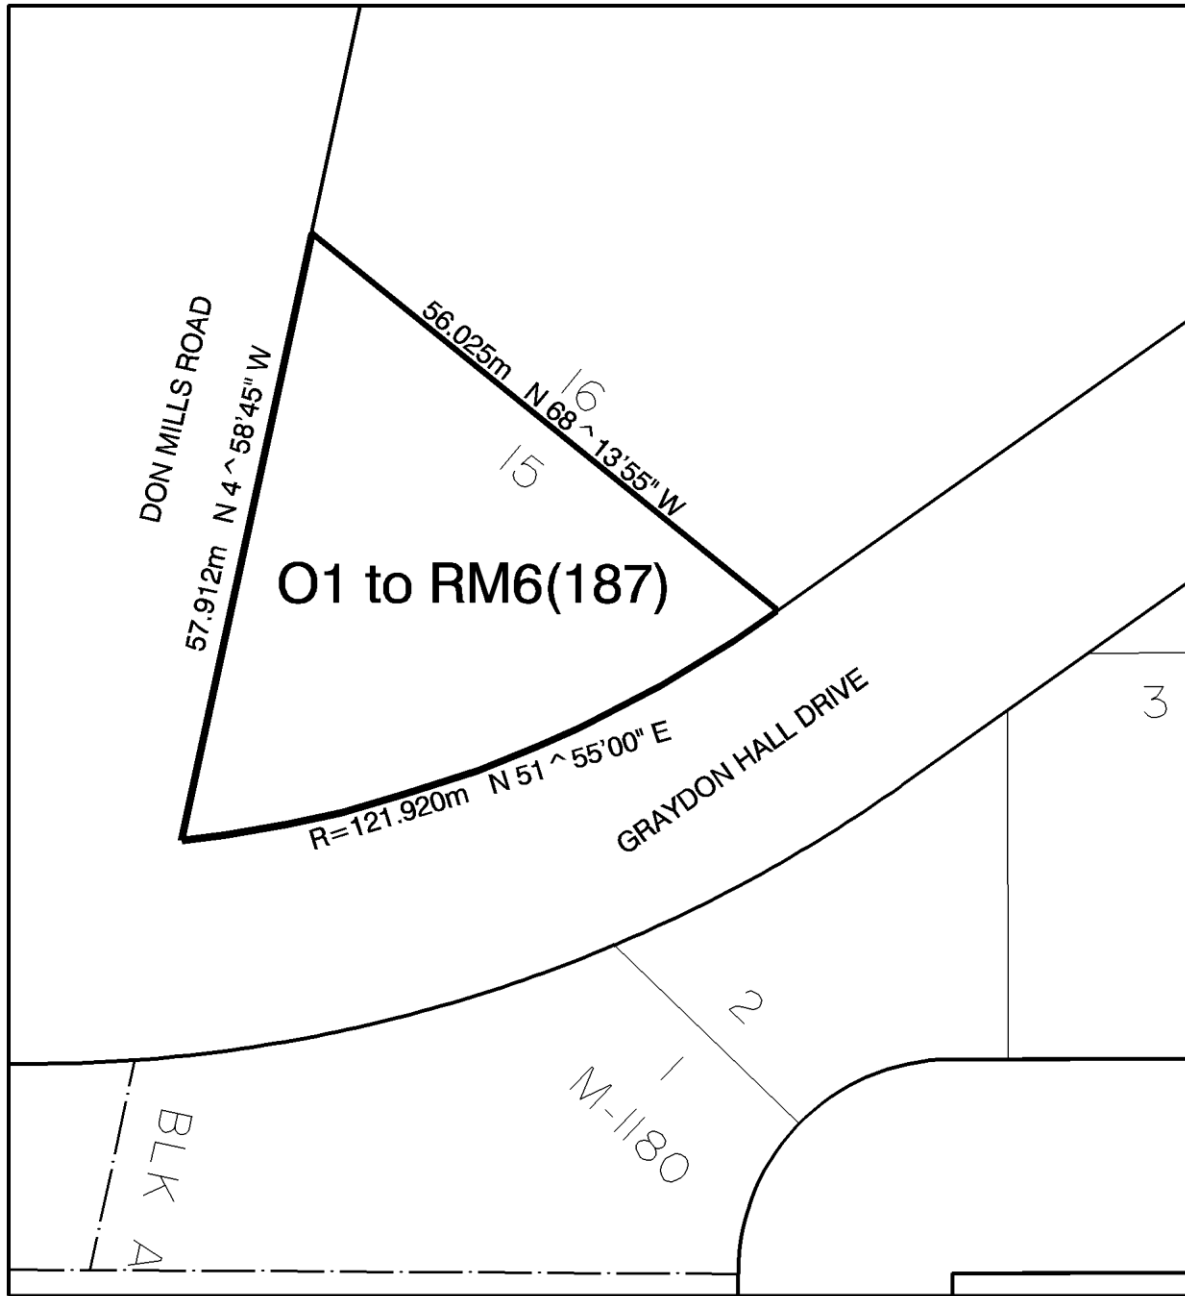 DON MILLS ROAD
57.912m N 4 ^ 58'45" W
56.025m N 68 ^ 13'55" W
16
15
O1 to RM6(187)
R=121.920m N 51 ^ 55'00" E
GRAYDON HALL DRIVE
3
2
1
M-1180
BLK A